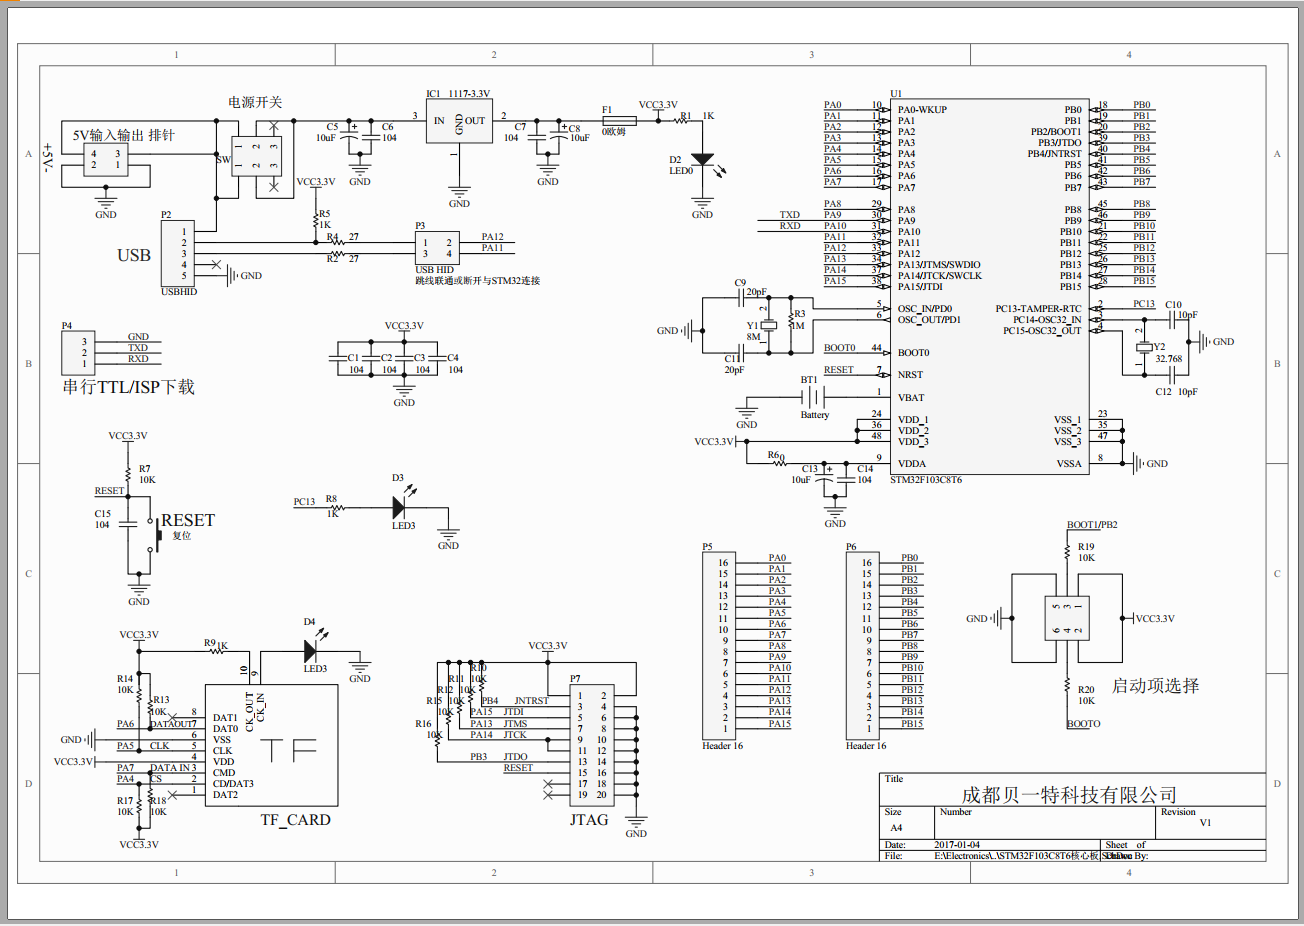 1 2 3 4
A
B
C
D
电源开关
5V输入输出 排针
+5V-
4 3
2 1
GND
SW
1 2 3
1 2 3
C5
10uF
C6
104
GND
IC1 1117-3.3V
3 IN OUT 2
GND
1
GND
C7
104
C8
10uF
GND
F1
0欧姆
VCC3.3V
R1 1K
D2
LED0
GND
VCC3.3V
R5
1K
P2
USB
1
2
3
4
5
USBHID
GND
R4 27
R2 27
P3
1 2
3 4
PA12
PA11
USB HID
跳线联通或断开与STM32连接
P4
3 GND
2 TXD
1 RXD
串行TTL/ISP下载
VCC3.3V
C1 C2 C3 C4
104 104 104 104
GND
VCC3.3V
R7
10K
RESET
C15
104
RESET
复位
GND
PC13 R8
1K
D3
LED3
GND
U1
PA0 10 PA0-WKUP
PA1 11 PA1
PA2 12 PA2
PA3 13 PA3
PA4 14 PA4
PA5 15 PA5
PA6 16 PA6
PA7 17 PA7
PA8 29 PA8
TXD PA9 30 PA9
RXD PA10 31 PA10
PA11 32 PA11
PA12 33 PA12
PA13 34 PA13/JTMS/SWDIO
PA14 37 PA14/JTCK/SWCLK
PA15 38 PA15/JTDI
5 OSC_IN/PD0
6 OSC_OUT/PD1
BOOT0 44 BOOT0
RESET 7 NRST
1 VBAT
24 VDD_1
36 VDD_2
48 VDD_3
9 VDDA
PB0 18 PB0
PB1 19 PB1
PB2/BOOT1 20 PB2
PB3/JTDO 39 PB3
PB4/JNTRST 40 PB4
PB5 41 PB5
PB6 42 PB6
PB7 43 PB7
PB8 45 PB8
PB9 46 PB9
PB10 21 PB10
PB11 22 PB11
PB12 25 PB12
PB13 26 PB13
PB14 27 PB14
PB15 28 PB15
PC13-TAMPER-RTC 2 PC13
PC14-OSC32_IN 3
PC15-OSC32_OUT 4
VSS_1 23
VSS_2 35
VSS_3 47
VSSA 8
GND
STM32F103C8T6
C9
20pF
GND
Y1
8M
2
1
R3
1M
C11
20pF
BT1
Battery
GND
VCC3.3V
R6 0
C13
10uF
C14
104
GND
C10
10pF
Y2
32.768
2
1
C12 10pF
GND
P5
16 PA0
15 PA1
14 PA2
13 PA3
12 PA4
11 PA5
10 PA6
9 PA7
8 PA8
7 PA9
6 PA10
5 PA11
4 PA12
3 PA13
2 PA14
1 PA15
Header 16
P6
16 PB0
15 PB1
14 PB2
13 PB3
12 PB4
11 PB5
10 PB6
9 PB7
8 PB8
7 PB9
6 PB10
5 PB11
4 PB12
3 PB13
2 PB14
1 PB15
Header 16
BOOT1/PB2
R19
10K
GND
5 3 1
6 4 2
VCC3.3V
R20
10K
BOOTO
启动项选择
VCC3.3V
R9 1K
D4
LED3
GND
R14
10K
R13
10K
10 9
CK_OUT
CK_IN
8 DAT1
PA6 DATAOUT 7 DAT0
GND 6 VSS
PA5 CLK 5 CLK
VCC3.3V 4 VDD
PA7 DATA IN 3 CMD
PA4 CS 2 CD/DAT3
1 DAT2
TF
R17
10K
R18
10K
VCC3.3V
TF_CARD
VCC3.3V
R10
10K
R11
10K
R12
10K
R15
10K
R16
10K
P7
PB4 JNTRST
PA15 JTDI
PA13 JTMS
PA14 JTCK
PB3 JTDO
RESET
1 2
3 4
5 6
7 8
9 10
11 12
13 14
15 16
17 18
19 20
JTAG
GND
Title
成都贝一特科技有限公司
Size
A4
Number
Revision
V1
Date: 2017-01-04 Sheet of
File: E:\Electronics\..\STM32F103C8T6核心板 By:
1 2 3 4
A
B
C
D